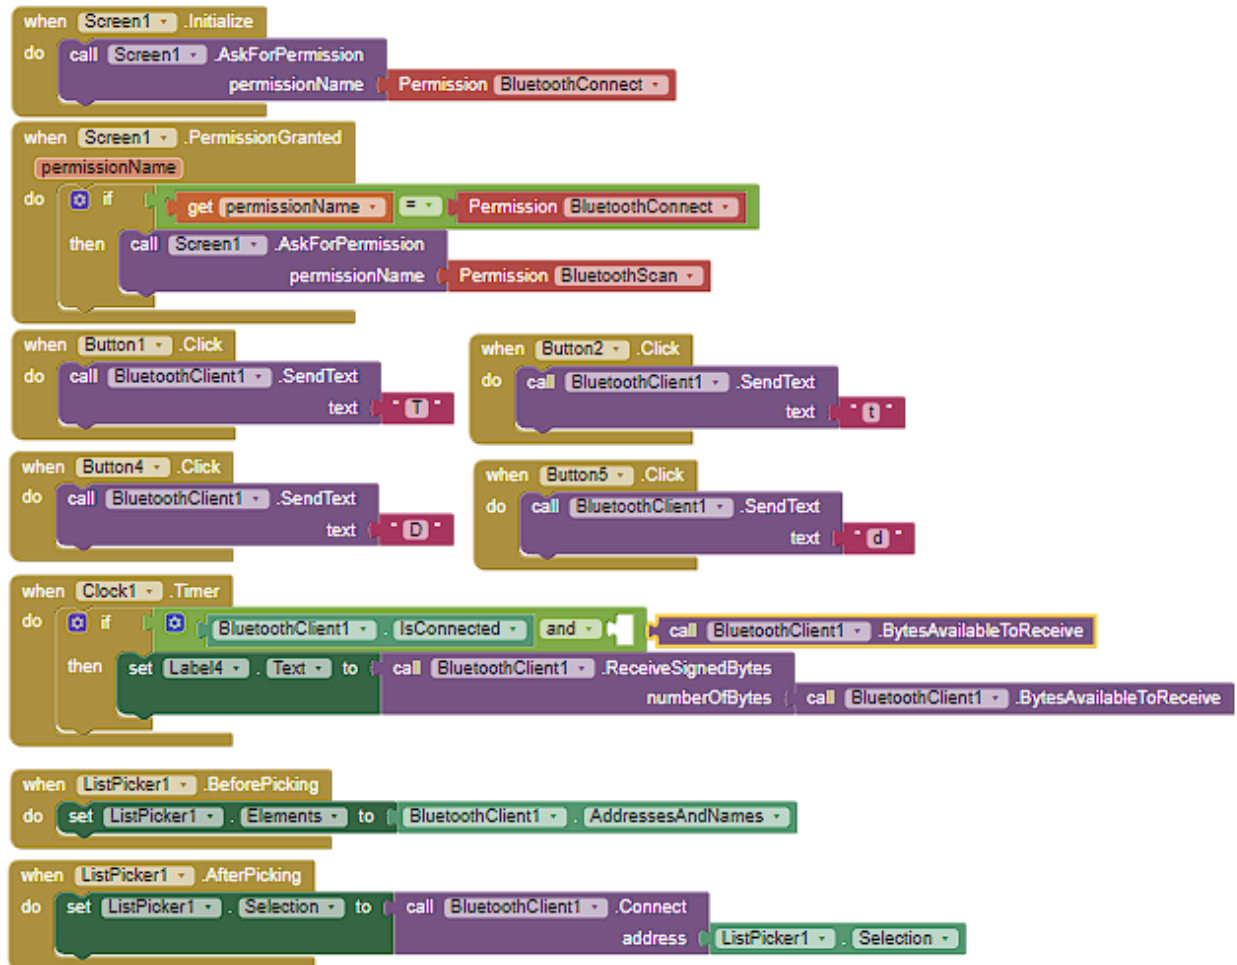 when Screen1 .Initialize
do call Screen1 .AskForPermission
permissionName Permission BluetoothConnect
when Screen1 .PermissionGranted
permissionName
do if get permissionName = Permission BluetoothConnect
then call Screen1 .AskForPermission
permissionName Permission BluetoothScan
when Button1 .Click
do call BluetoothClient1 .SendText
text " T "
when Button2 .Click
do call BluetoothClient1 .SendText
text " t "
when Button4 .Click
do call BluetoothClient1 .SendText
text " D "
when Button5 .Click
do call BluetoothClient1 .SendText
text " d "
when Clock1 .Timer
do if BluetoothClient1 . IsConnected and call BluetoothClient1 .BytesAvailableToReceive
then set Label4 . Text to call BluetoothClient1 .ReceiveSignedBytes
numberOfBytes call BluetoothClient1 .BytesAvailableToReceive
when ListPicker1 .BeforePicking
do set ListPicker1 . Elements to BluetoothClient1 . AddressesAndNames
when ListPicker1 .AfterPicking
do set ListPicker1 . Selection to call BluetoothClient1 .Connect
address ListPicker1 . Selection